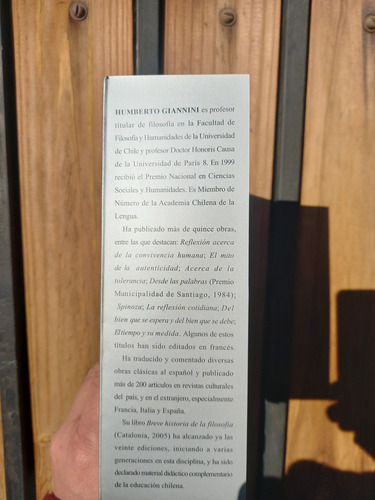 HUMBERTO GIANNINI es profesor
titular de filosofía en la Facultad de
Filosofía y Humanidades de la Universidad
de Chile y profesor Doctor Honoris Causa
de la Universidad de París 8. En 1999
recibió el Premio Nacional en Ciencias
Sociales y Humanidades. Es Miembro de
Número de la Academia Chilena de la
Lengua.
Ha publicado más de quince obras,
entre las que destacan: Reflexión acerca
de la convivencia humana; El mito
de la autenticidad; Acerca de la
tolerancia; Desde las palabras (Premio
Municipalidad de Santiago, 1984);
Spinoza; La reflexión cotidiana; Del
bien que se espera y del bien que se debe;
El tiempo y su medida. Algunos de estos
títulos han sido editados en francés.
Ha traducido y comentado diversas
obras clásicas al español y publicado
más de 200 artículos en revistas culturales
del país, y en el extranjero, especialmente
Francia, Italia y España.
Su libro Breve historia de la filosofía
(Catalonia, 2005) ha alcanzado ya las
veinte ediciones, iniciando a varias
generaciones en esta disciplina, y ha sido
declarado material didáctico complementario
de la educación chilena.